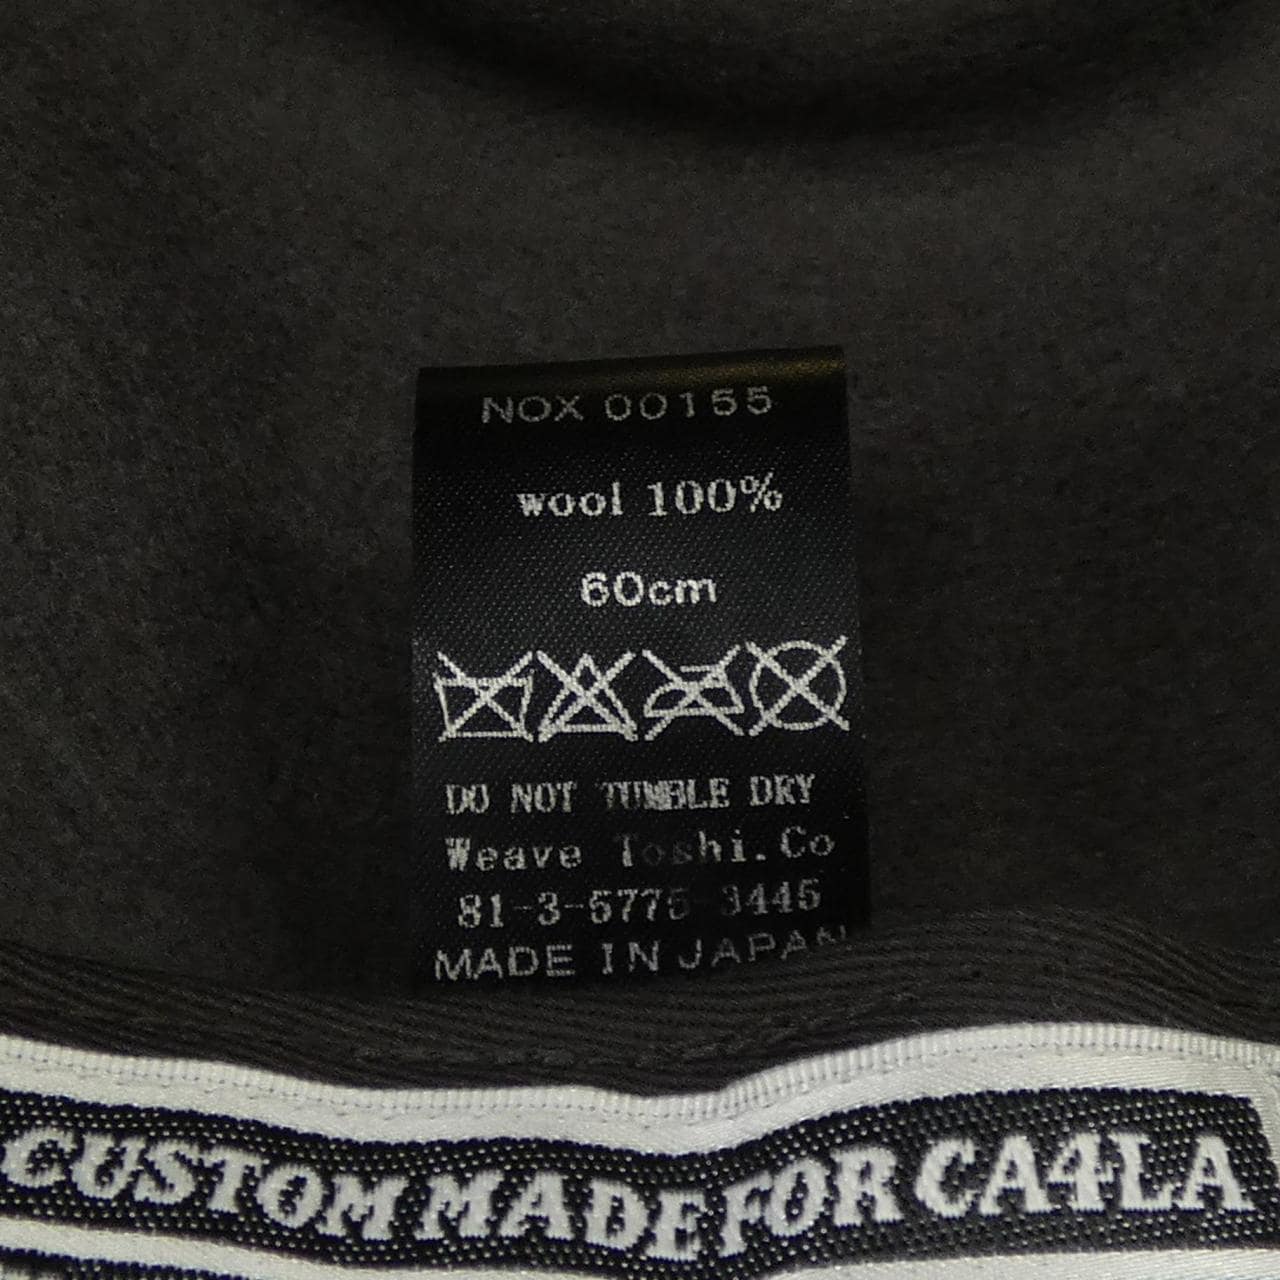 NOX 00155
wool 100%
60cm
DO NOT TUMBLE DRY
Weave Toshi.Co
81-3-5775-3445
MADE IN JAPAN
CUSTOM MADE FOR CA4LA